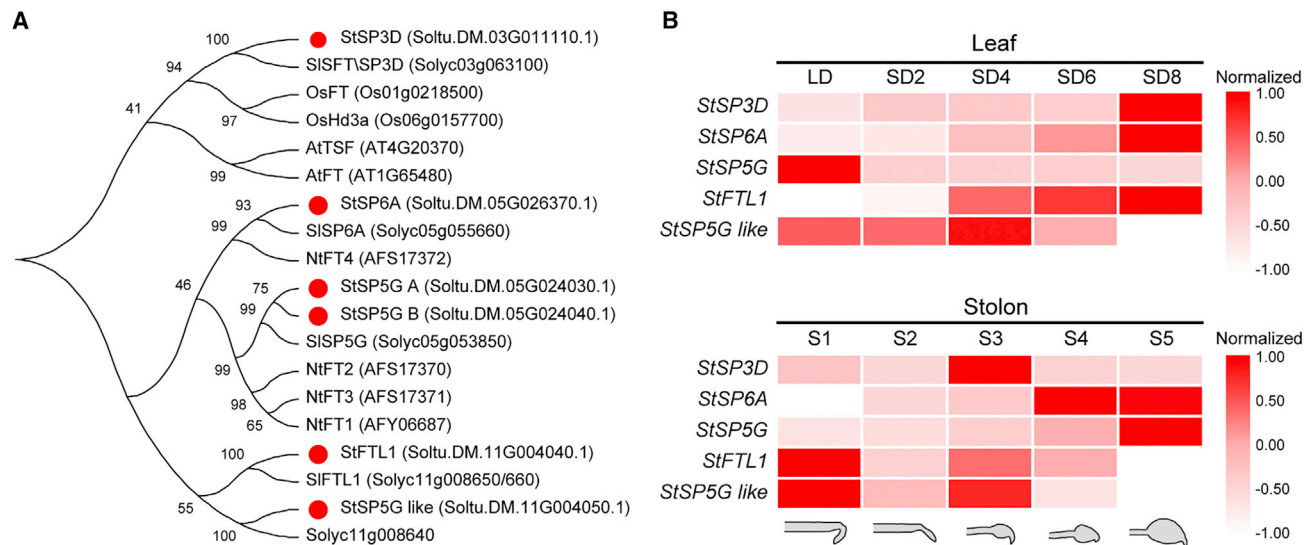 A
100
StSP3D (Soltu.DM.03G011110.1)
SlSFT\SP3D (Solyc03g063100)
94
OsFT (Os01g0218500)
97
OsHd3a (Os06g0157700)
41
AtTSF (AT4G20370)
99
AtFT (AT1G65480)
93
StSP6A (Soltu.DM.05G026370.1)
99
SlSP6A (Solyc05g055660)
NtFT4 (AFS17372)
46
75
StSP5G A (Soltu.DM.05G024030.1)
99
StSP5G B (Soltu.DM.05G024040.1)
SlSP5G (Solyc05g053850)
99
NtFT2 (AFS17370)
98
NtFT3 (AFS17371)
65
NtFT1 (AFY06687)
100
StFTL1 (Soltu.DM.11G004040.1)
SlFTL1 (Solyc11g008650/660)
55
StSP5G like (Soltu.DM.11G004050.1)
100
Solyc11g008640
B
Leaf
LD SD2 SD4 SD6 SD8
StSP3D
StSP6A
StSP5G
StFTL1
StSP5G like
Normalized
1.00
0.50
0.00
-0.50
-1.00
Stolon
S1 S2 S3 S4 S5
StSP3D
StSP6A
StSP5G
StFTL1
StSP5G like
Normalized
1.00
0.50
0.00
-0.50
-1.00